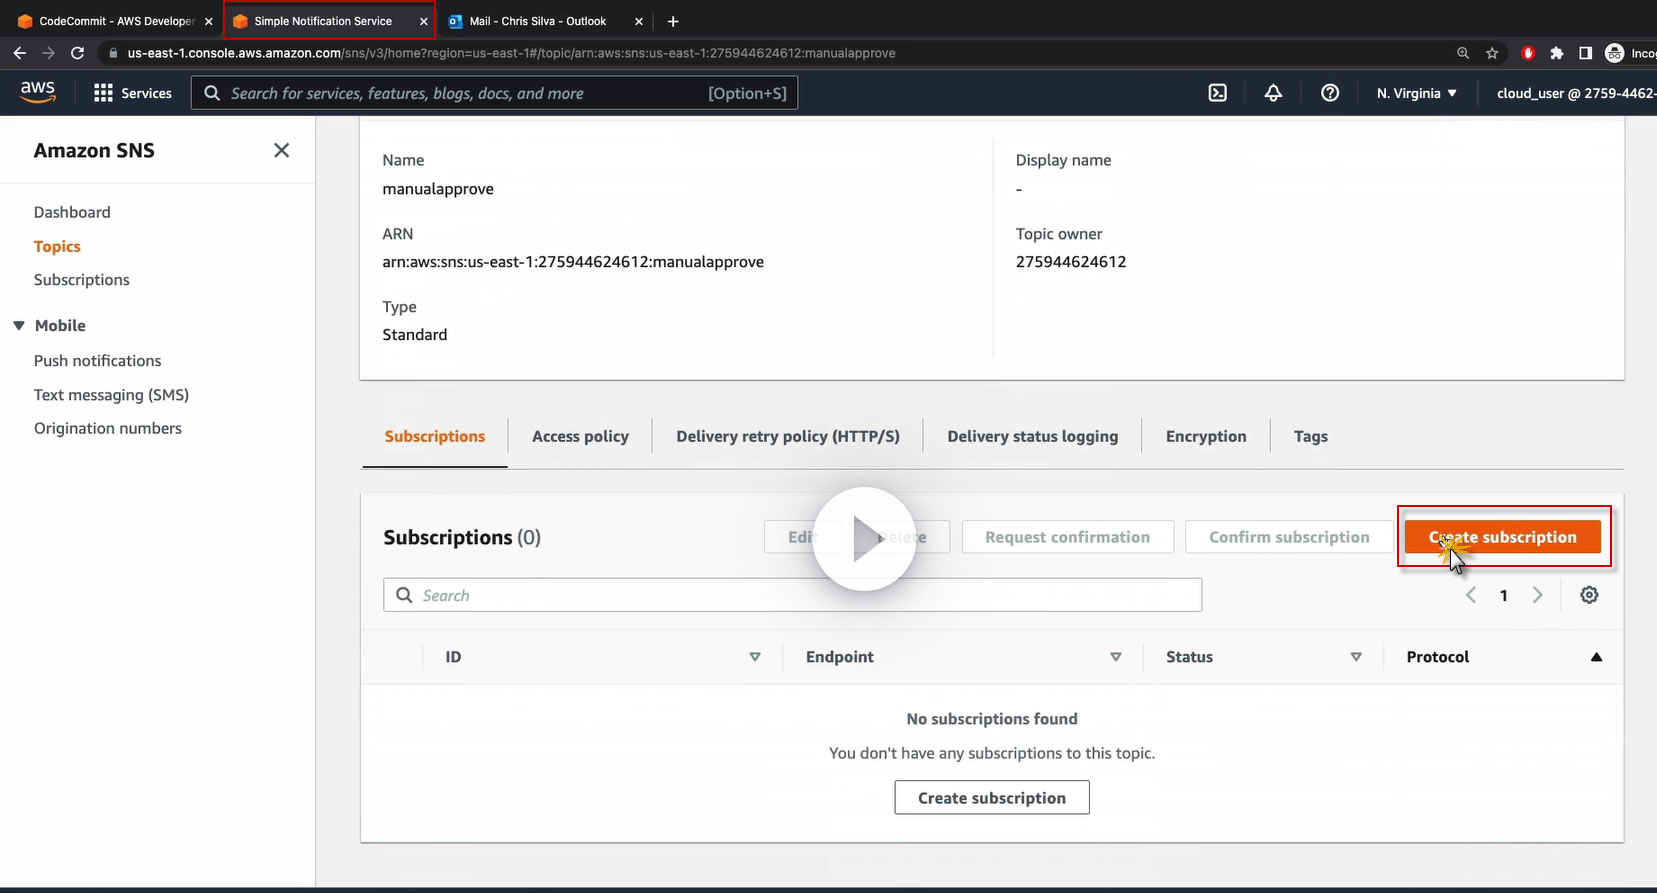 CodeCommit - AWS Developer
Simple Notification Service
Mail - Chris Silva - Outlook
us-east-1.console.aws.amazon.com/sns/v3/home?region=us-east-1#/topic/arn:aws:sns:us-east-1:275944624612:manualapprove
Inco
aws
Services
Search for services, features, blogs, docs, and more
[Option+S]
N. Virginia
cloud_user @ 2759-4462-
Amazon SNS
Dashboard
Topics
Subscriptions
Mobile
Push notifications
Text messaging (SMS)
Origination numbers
Name
manualapprove
ARN
arn:aws:sns:us-east-1:275944624612:manualapprove
Type
Standard
Display name
-
Topic owner
275944624612
Subscriptions
Access policy
Delivery retry policy (HTTP/S)
Delivery status logging
Encryption
Tags
Subscriptions (0)
Edit
Delete
Request confirmation
Confirm subscription
Create subscription
Search
1
ID
Endpoint
Status
Protocol
No subscriptions found
You don't have any subscriptions to this topic.
Create subscription